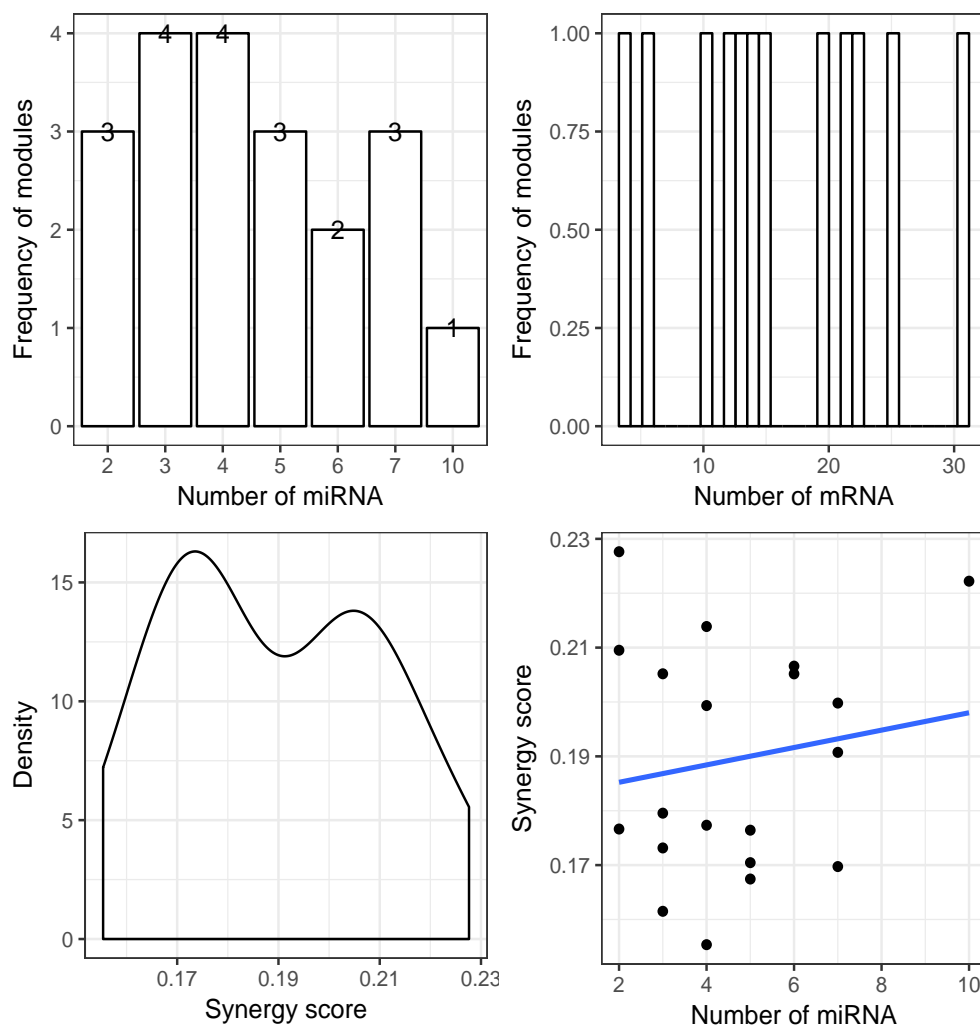 Frequency of modules
4
3
2
1
0
3
4
4
3
2
3
1
2 3 4 5 6 7 10
Number of miRNA
Frequency of modules
1.00
0.75
0.50
0.25
0.00
10 20 30
Number of mRNA
Density
15
10
5
0
0.17 0.19 0.21 0.23
Synergy score
Synergy score
0.23
0.21
0.19
0.17
2 4 6 8 10
Number of miRNA